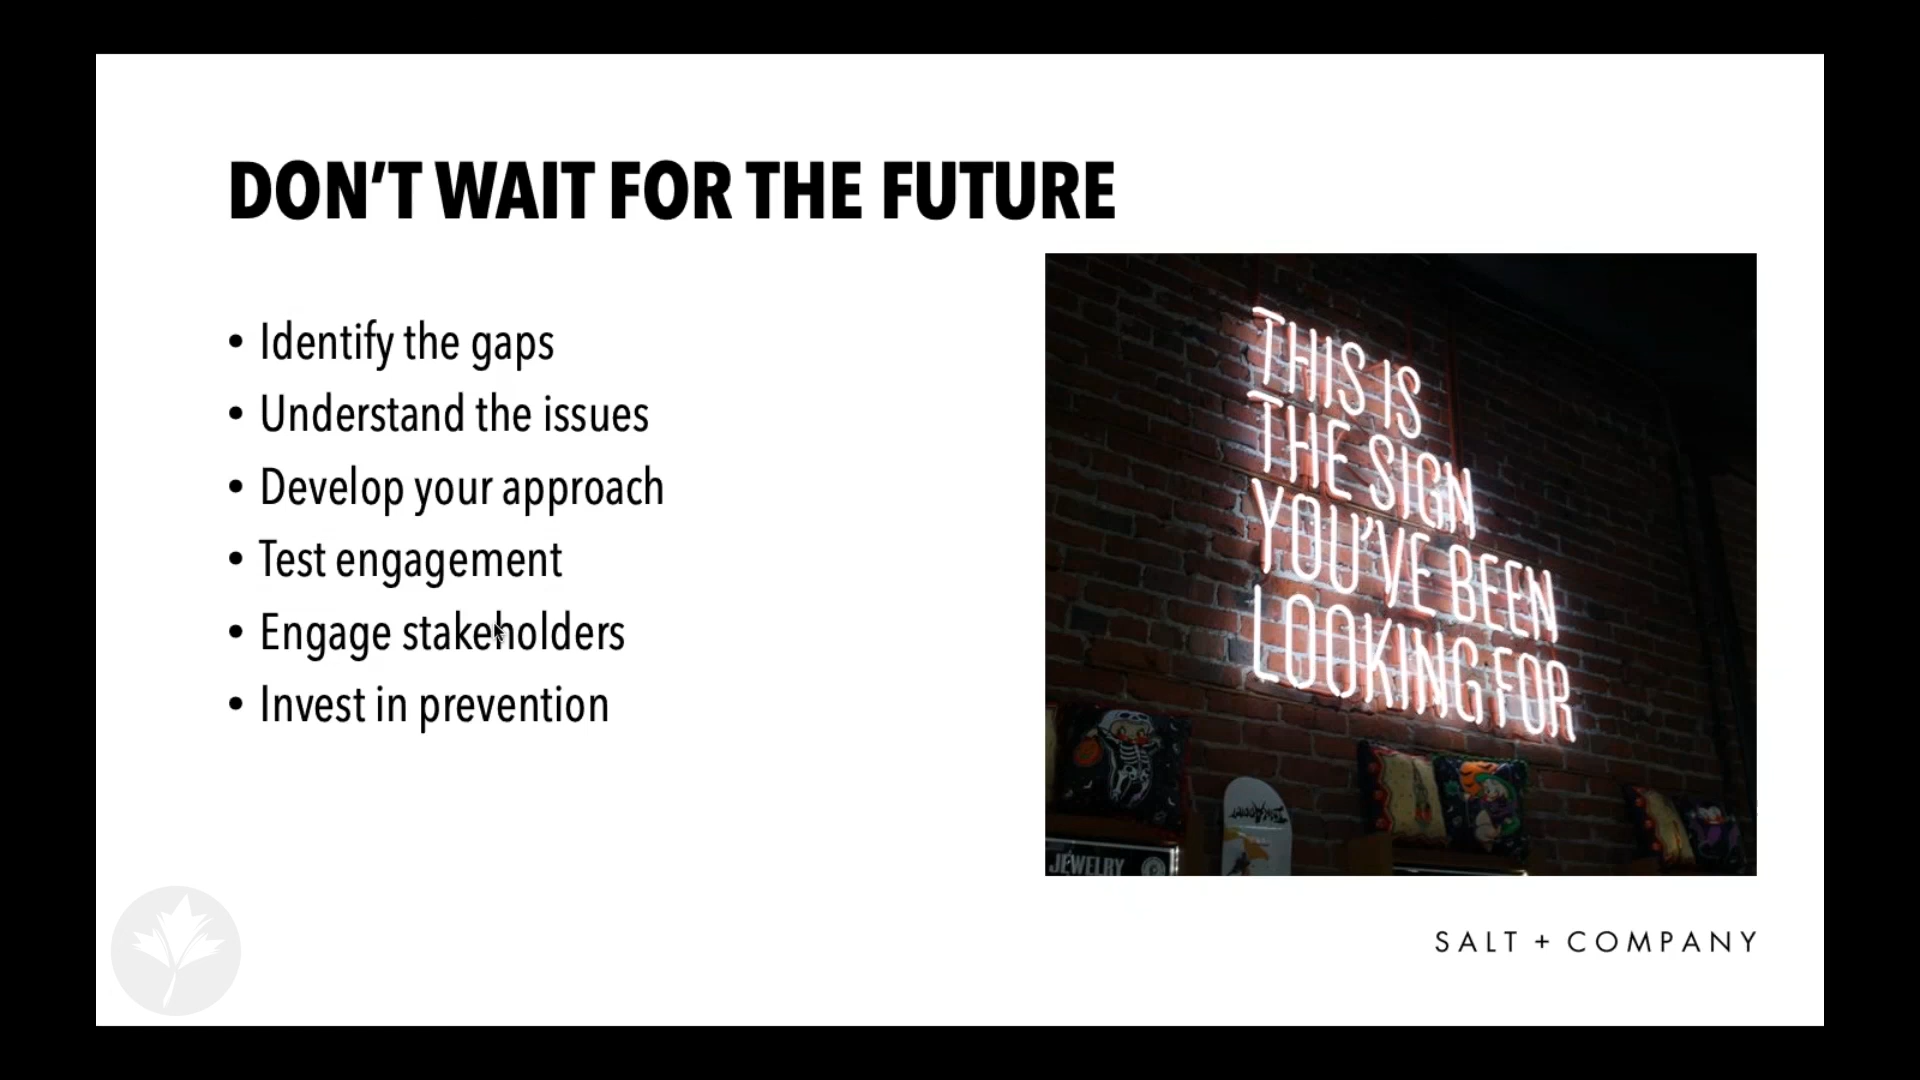 DON'T WAIT FOR THE FUTURE
• Identify the gaps
• Understand the issues
• Develop your approach
• Test engagement
• Engage stakeholders
• Invest in prevention
THIS IS
THE SIGN
YOU'VE BEEN
LOOKING FOR
JEWELRY
SALT + COMPANY